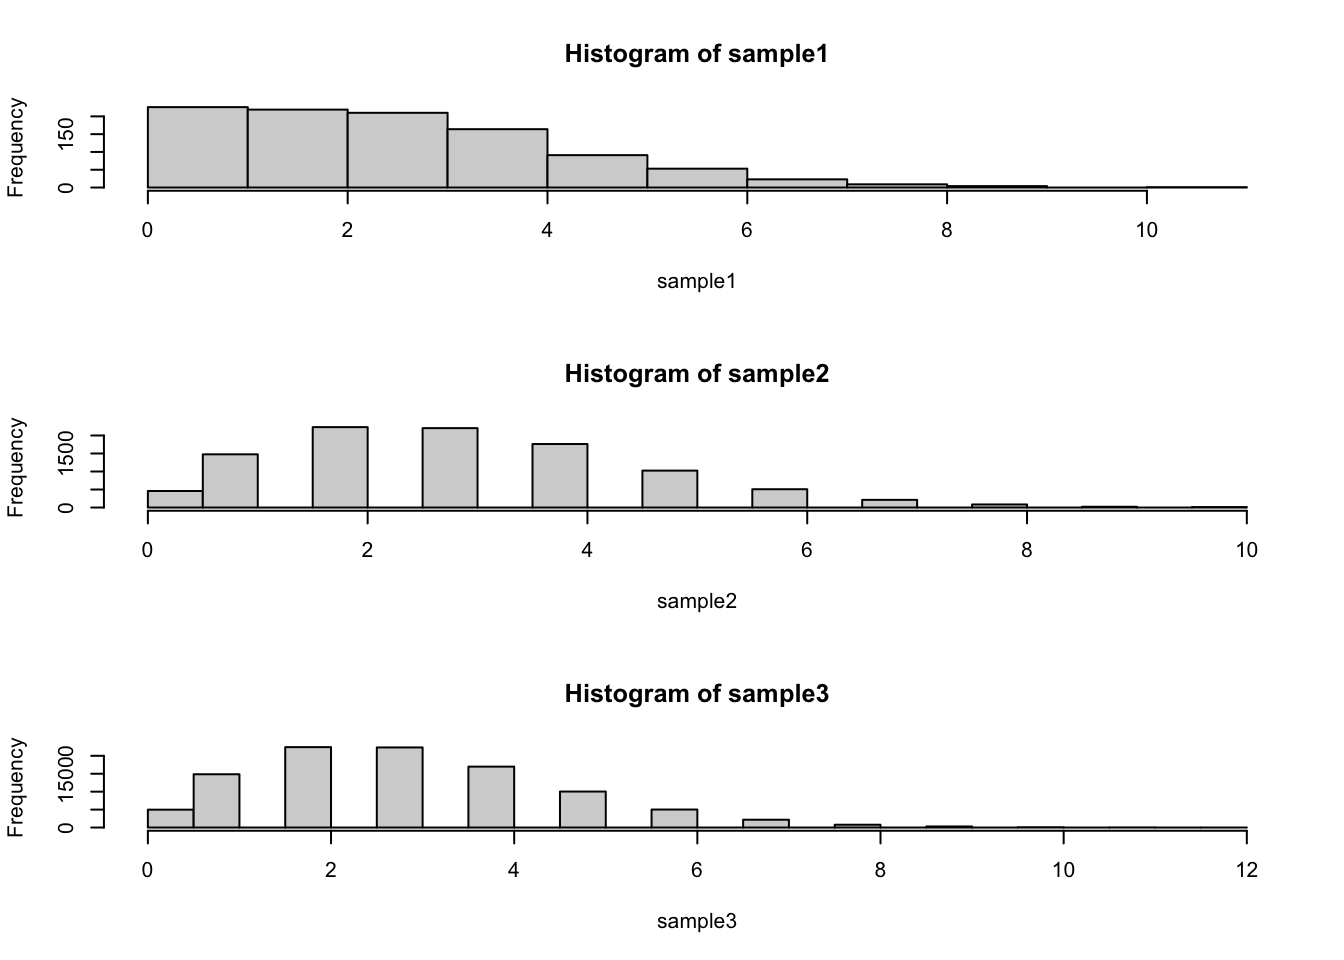 Histogram of sample1
Frequency
150
0
0 2 4 6 8 10
sample1
Histogram of sample2
Frequency
1500
0
0 2 4 6 8 10
sample2
Histogram of sample3
Frequency
15000
0
0 2 4 6 8 10 12
sample3